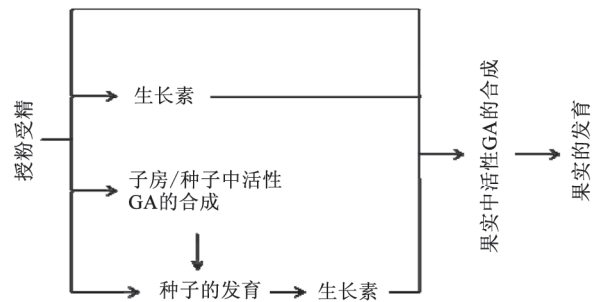 授粉受精
生长素
子房/种子中活性
GA的合成
种子的发育
生长素
果实中活性GA的合成
果实的发育